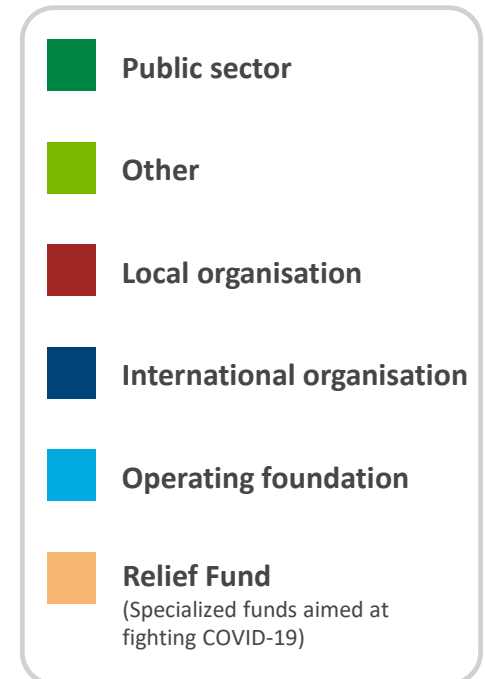 Public sector
Other
Local organisation
International organisation
Operating foundation
Relief Fund
(Specialized funds aimed at
fighting COVID-19)